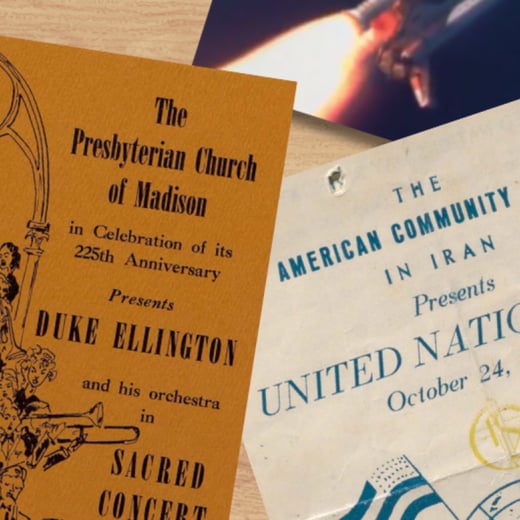 The
Presbyterian Church
of Madison
in Celebration of its
225th Anniversary
Presents
DUKE ELLINGTON
and his orchestra
in
SACRED
CONCERT
THE
AMERICAN COMMUNITY
IN IRAN
Presents
UNITED
October 24,